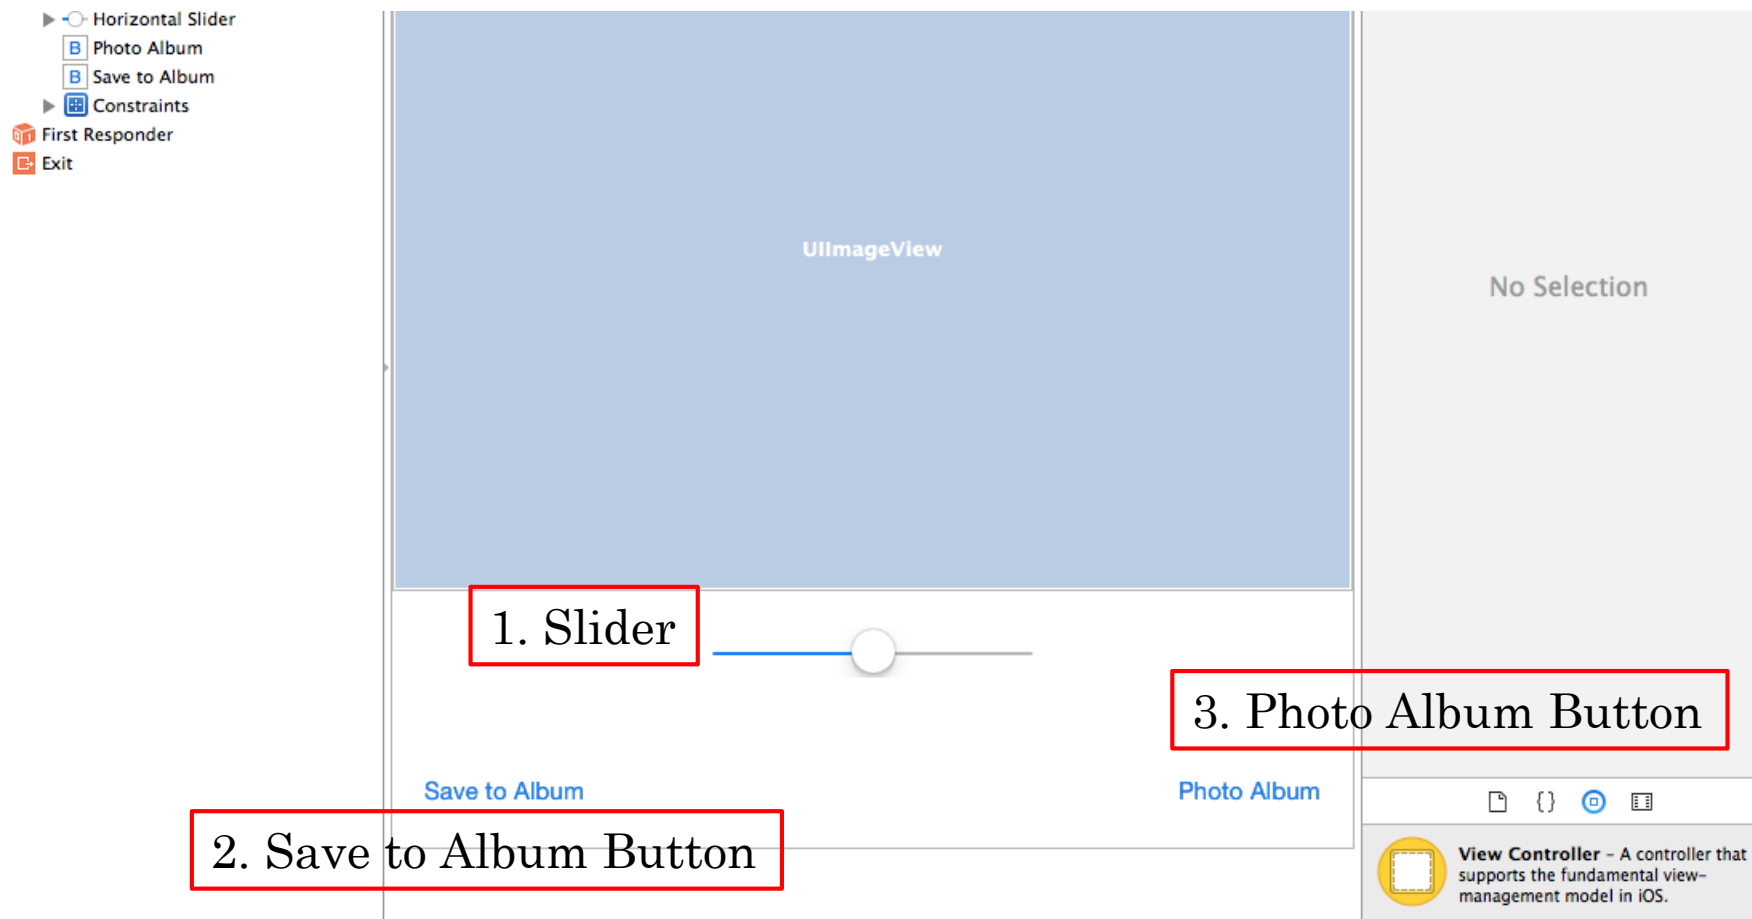 Horizontal Slider
B Photo Album
B Save to Album
Constraints
First Responder
Exit
UIImageView
No Selection
1. Slider
3. Photo Album Button
Save to Album
Photo Album
2. Save to Album Button
{}
View Controller – A controller that
supports the fundamental view-
management model in iOS.